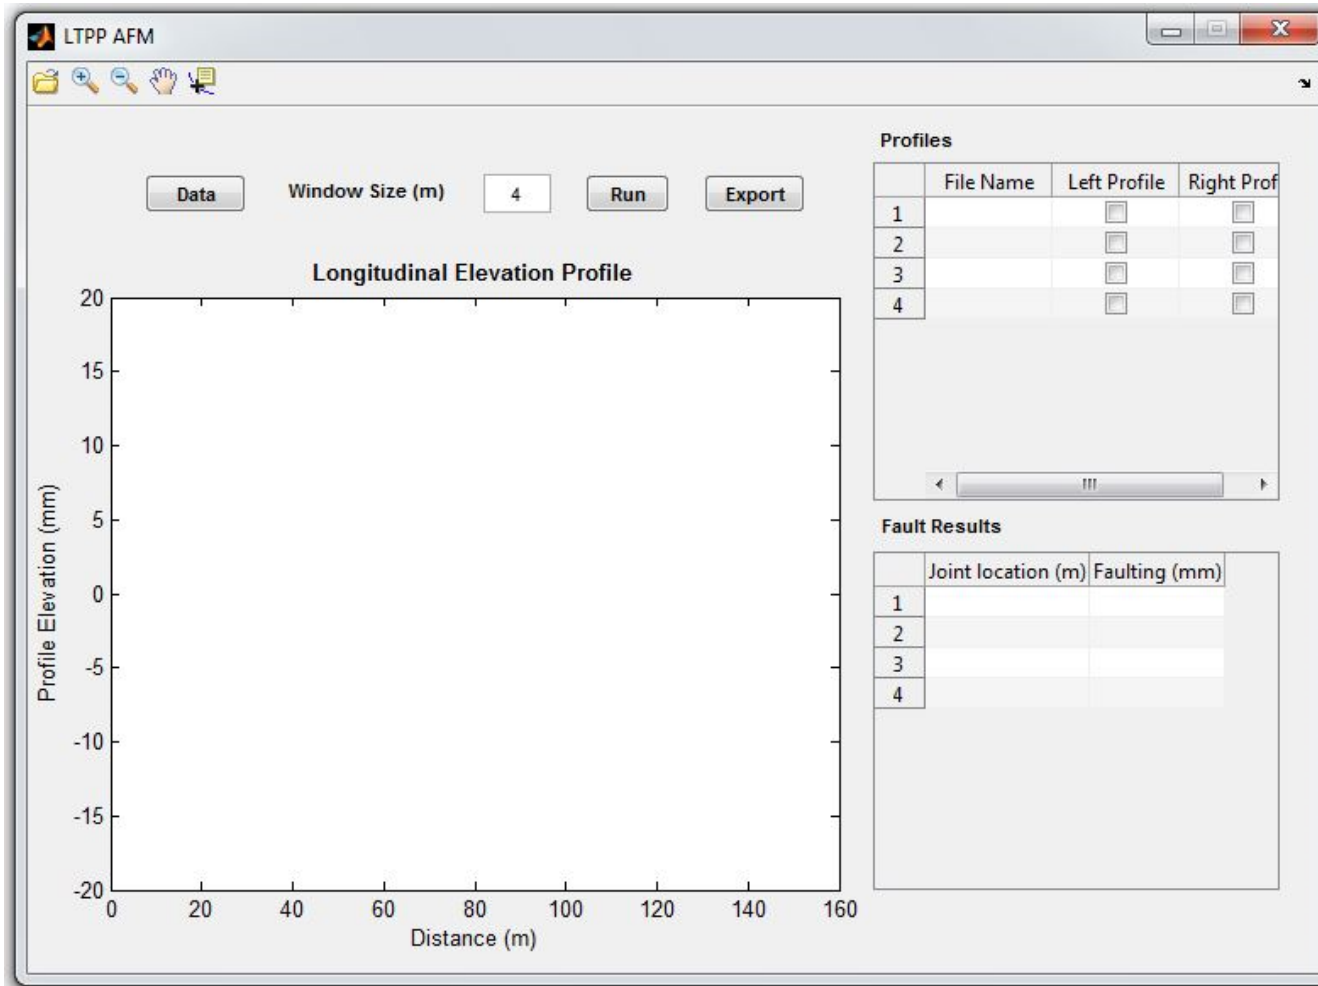 LTPP AFM
Data
Window Size (m)
4
Run
Export
Longitudinal Elevation Profile
20
15
10
5
0
-5
-10
-15
-20
Profile Elevation (mm)
0 20 40 60 80 100 120 140 160
Distance (m)
Profiles
File Name Left Profile Right Prof
1
2
3
4
Fault Results
Joint location (m) Faulting (mm)
1
2
3
4